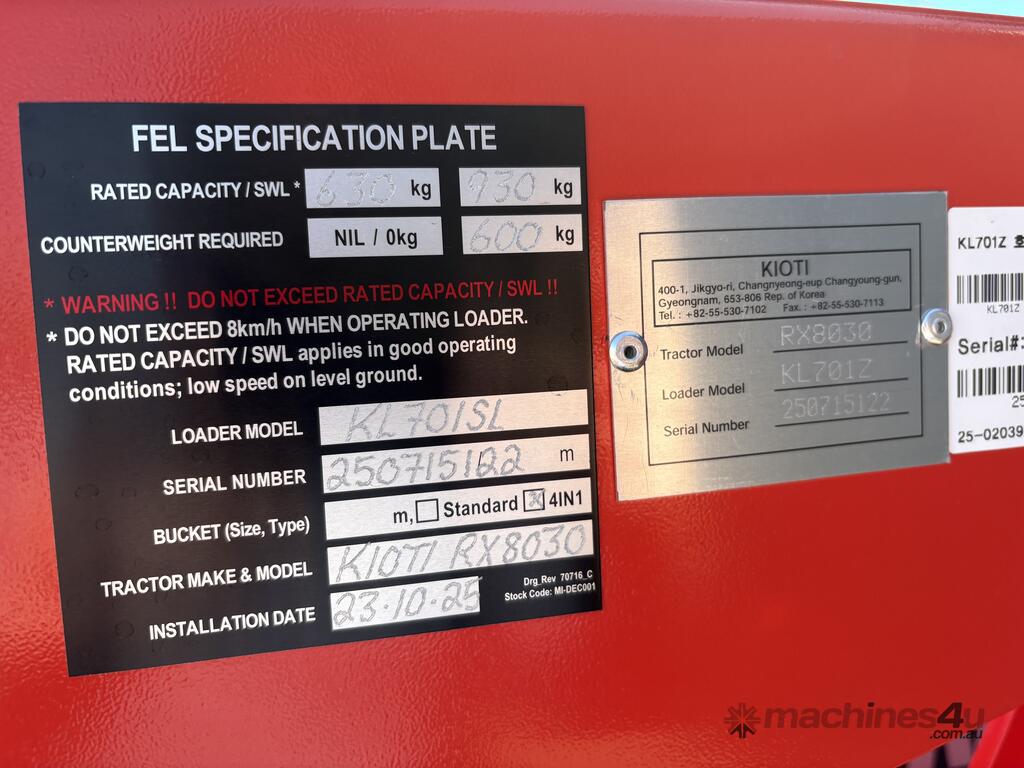 FEL SPECIFICATION PLATE
RATED CAPACITY / SWL * 630 kg 930 kg
COUNTERWEIGHT REQUIRED NIL / 0kg 600 kg
* WARNING !! DO NOT EXCEED RATED CAPACITY / SWL !!
* DO NOT EXCEED 8km/h WHEN OPERATING LOADER.
RATED CAPACITY / SWL applies in good operating
conditions; low speed on level ground.
LOADER MODEL KL701SL
SERIAL NUMBER 250715122 m
BUCKET (Size, Type) m, Standard x 4IN1
TRACTOR MAKE & MODEL KIOTI RX8030
INSTALLATION DATE 23·10·25
Drg_Rev 70716_C
Stock Code: MI-DEC001
KIOTI
400-1, Jikgyo-ri, Changnyeong-eup Changyoung-gun,
Gyeongnam, 653-806 Rep. of Korea
Tel. : +82-55-530-7102 Fax. : +82-55-530-7113
Tractor Model RX8030
Loader Model KL701Z
Serial Number 250715122
KL701Z
KL701Z
Serial#:
25
25-02039
machines4u
.com.au